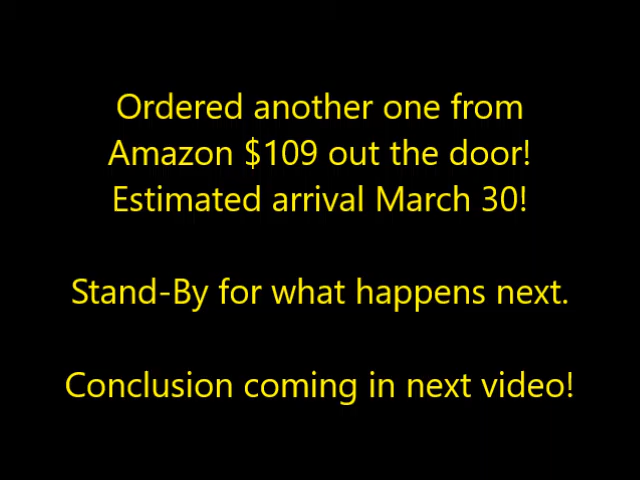 Ordered another one from
Amazon $109 out the door!
Estimated arrival March 30!
Stand-By for what happens next.
Conclusion coming in next video!